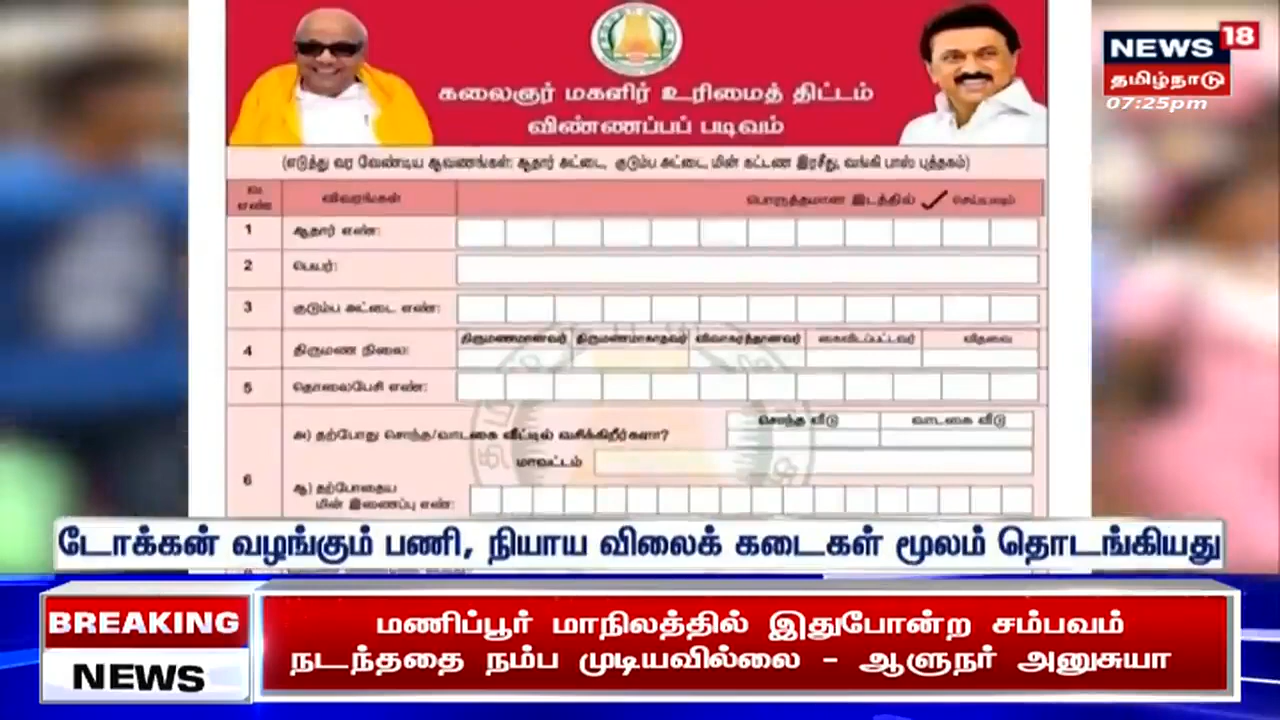 NEWS 18
தமிழ்நாடு
07:25pm
கலைஞர் மகளிர் உரிமைத் திட்டம்
விண்ணப்பப் படிவம்
(எடுத்து வர வேண்டிய ஆவணங்கள்: ஆதார் அட்டை, குடும்ப அட்டை, மின் கட்டண இரசீது, வங்கி பாஸ் புத்தகம்)
வ. எண் விவரங்கள் பொருத்தமான இடத்தில் ✓ செய்யவும்
1 ஆதார் எண்:
2 பெயர்:
3 குடும்ப அட்டை எண்:
4 திருமண நிலை: திருமணமானவர் திருமணமாகாதவர் விவாகரத்தானவர் கைவிடப்பட்டவர் விதவை
5 தொலைபேசி எண்:
6 அ) தற்போது சொந்த/வாடகை வீட்டில் வசிக்கிறீர்களா? சொந்த வீடு வாடகை வீடு
மாவட்டம்
ஆ) தற்போதைய
மின் இணைப்பு எண்:
டோக்கன் வழங்கும் பணி, நியாய விலைக் கடைகள் மூலம் தொடங்கியது
BREAKING
NEWS
மணிப்பூர் மாநிலத்தில் இதுபோன்ற சம்பவம்
நடந்ததை நம்ப முடியவில்லை - ஆளுநர் அனுசுயா